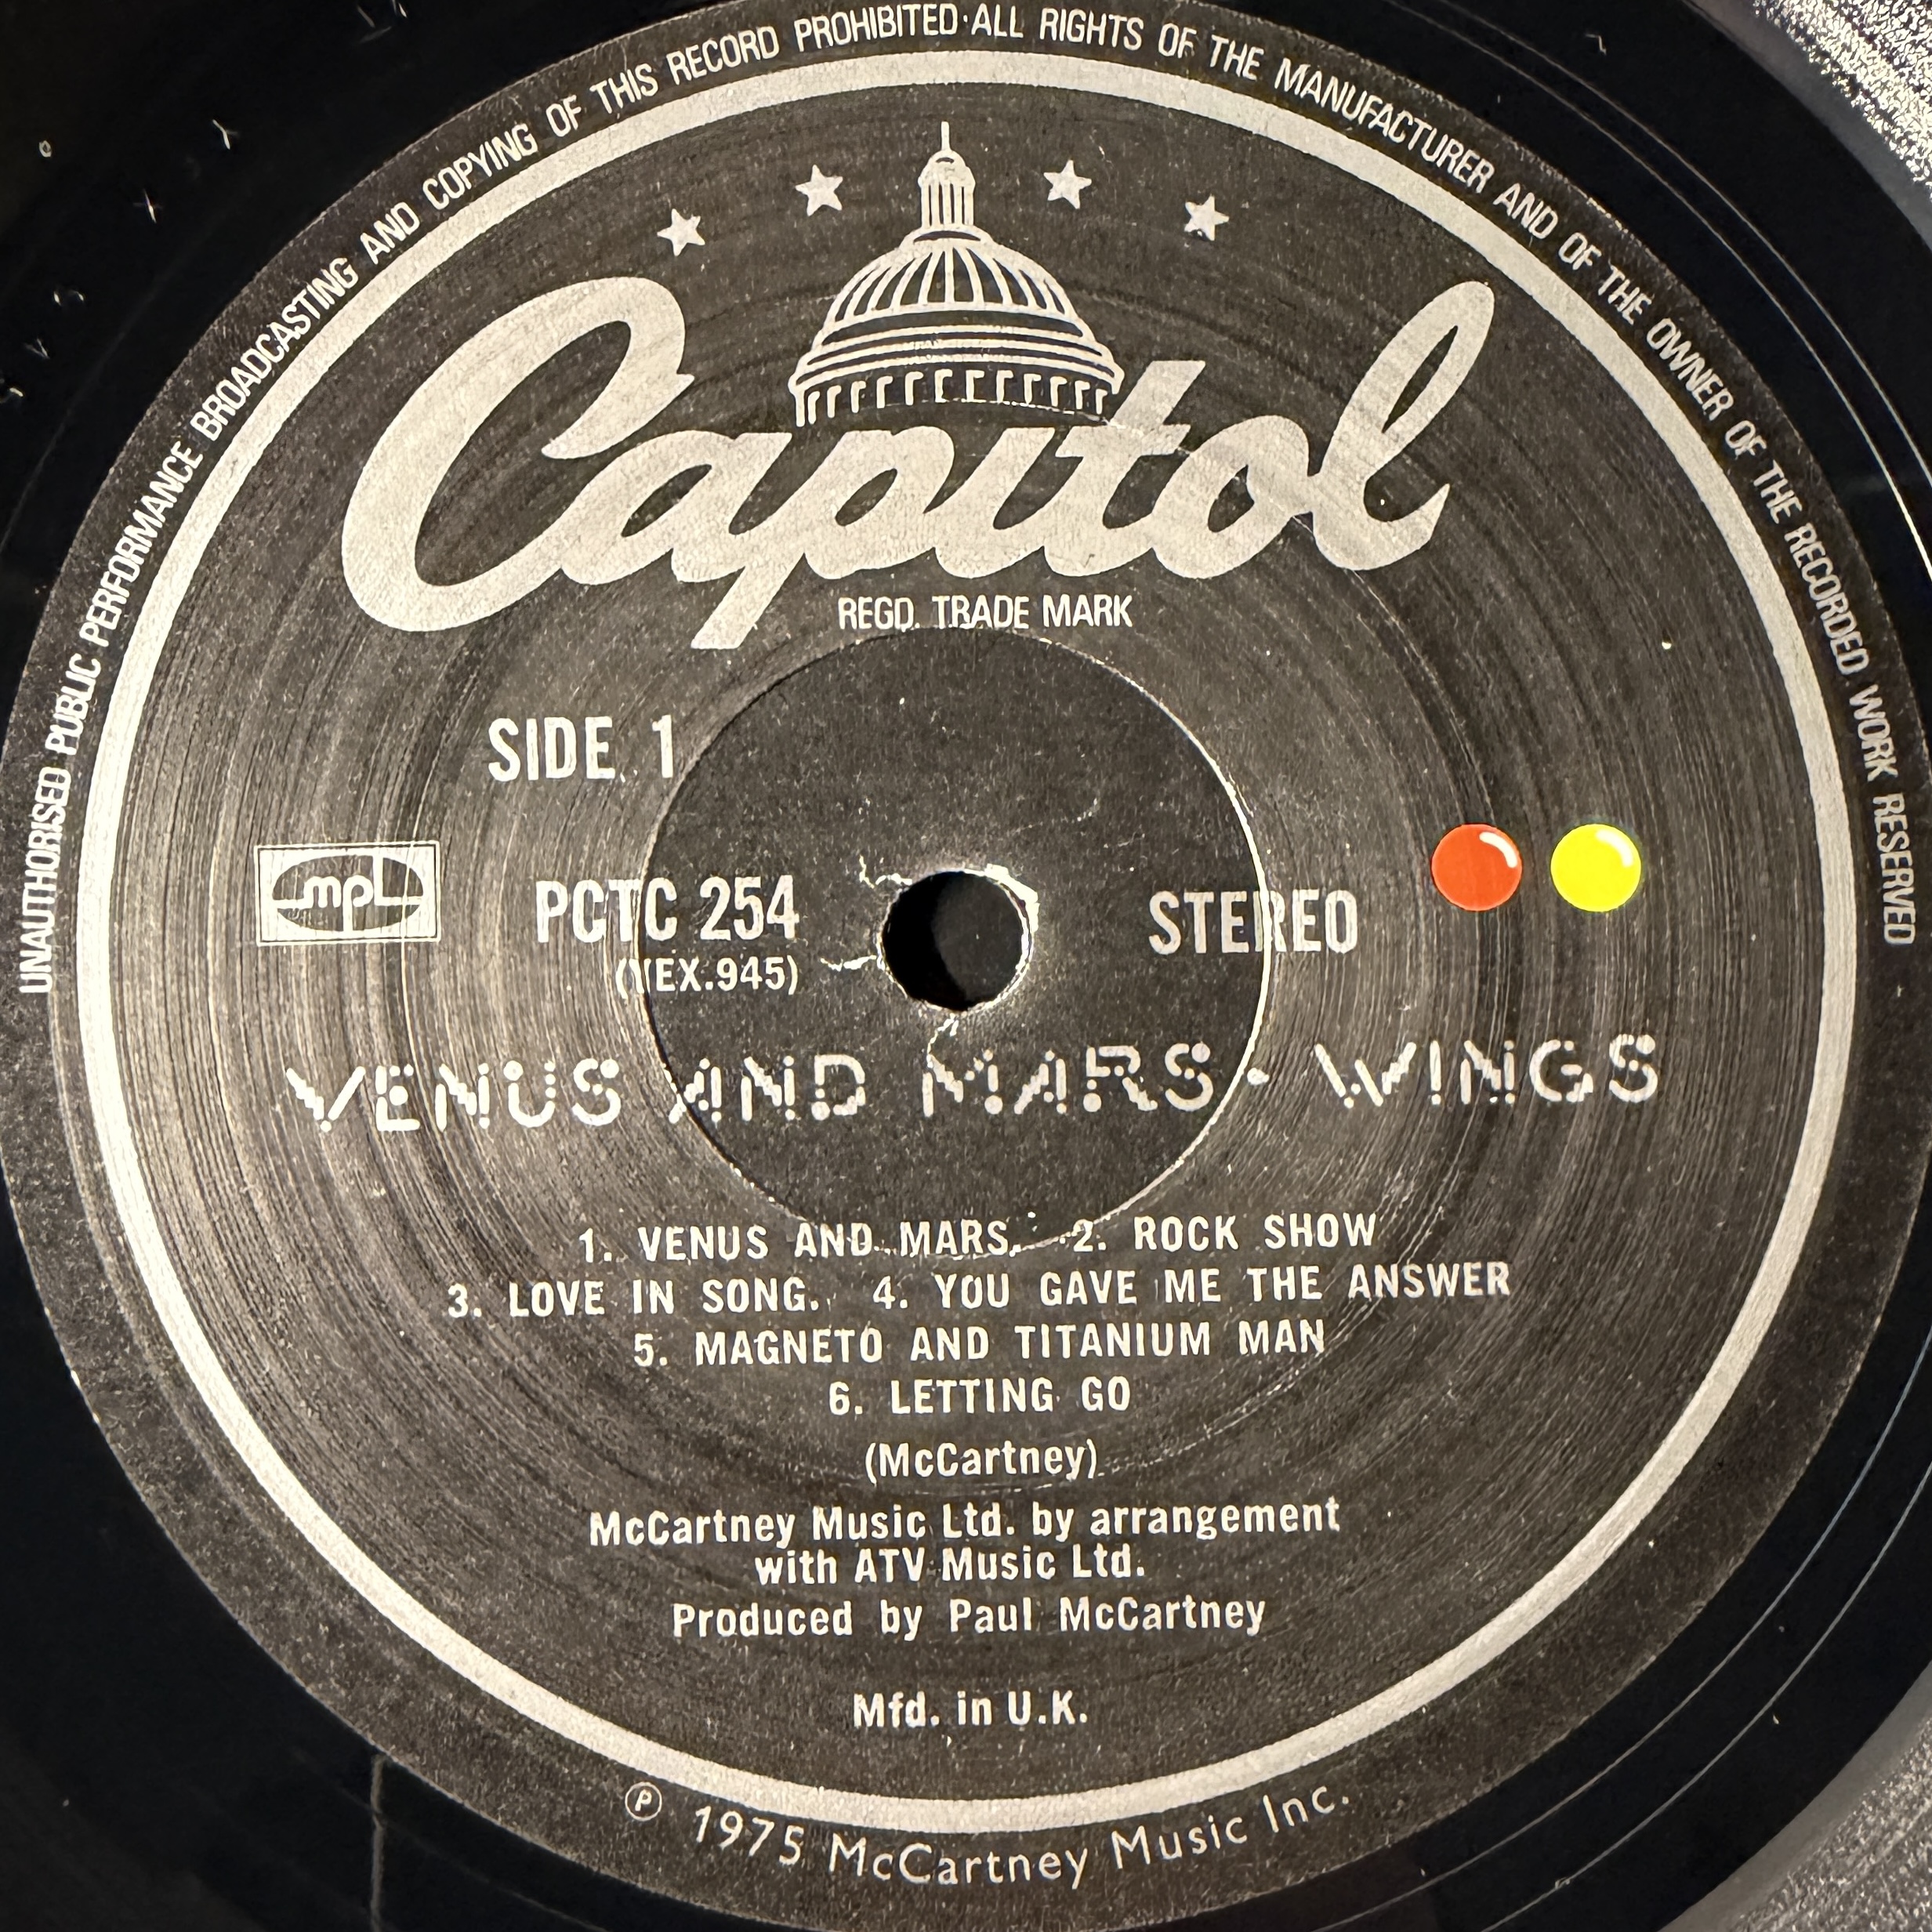 UNAUTHORISED PUBLIC PERFORMANCE BROADCASTING AND COPYING OF THIS RECORD PROHIBITED·ALL RIGHTS OF THE MANUFACTURER AND OF THE OWNER OF THE RECORDED WORK RESERVED
Capitol
REGD. TRADE MARK
SIDE 1
mpl
PCTC 254
STEREO
(YEX.945)
VENUS AND MARS · WINGS
1. VENUS AND MARS. 2. ROCK SHOW
3. LOVE IN SONG. 4. YOU GAVE ME THE ANSWER
5. MAGNETO AND TITANIUM MAN
6. LETTING GO
(McCartney)
McCartney Music Ltd. by arrangement
with ATV Music Ltd.
Produced by Paul McCartney
Mfd. in U.K.
℗ 1975 McCartney Music Inc.